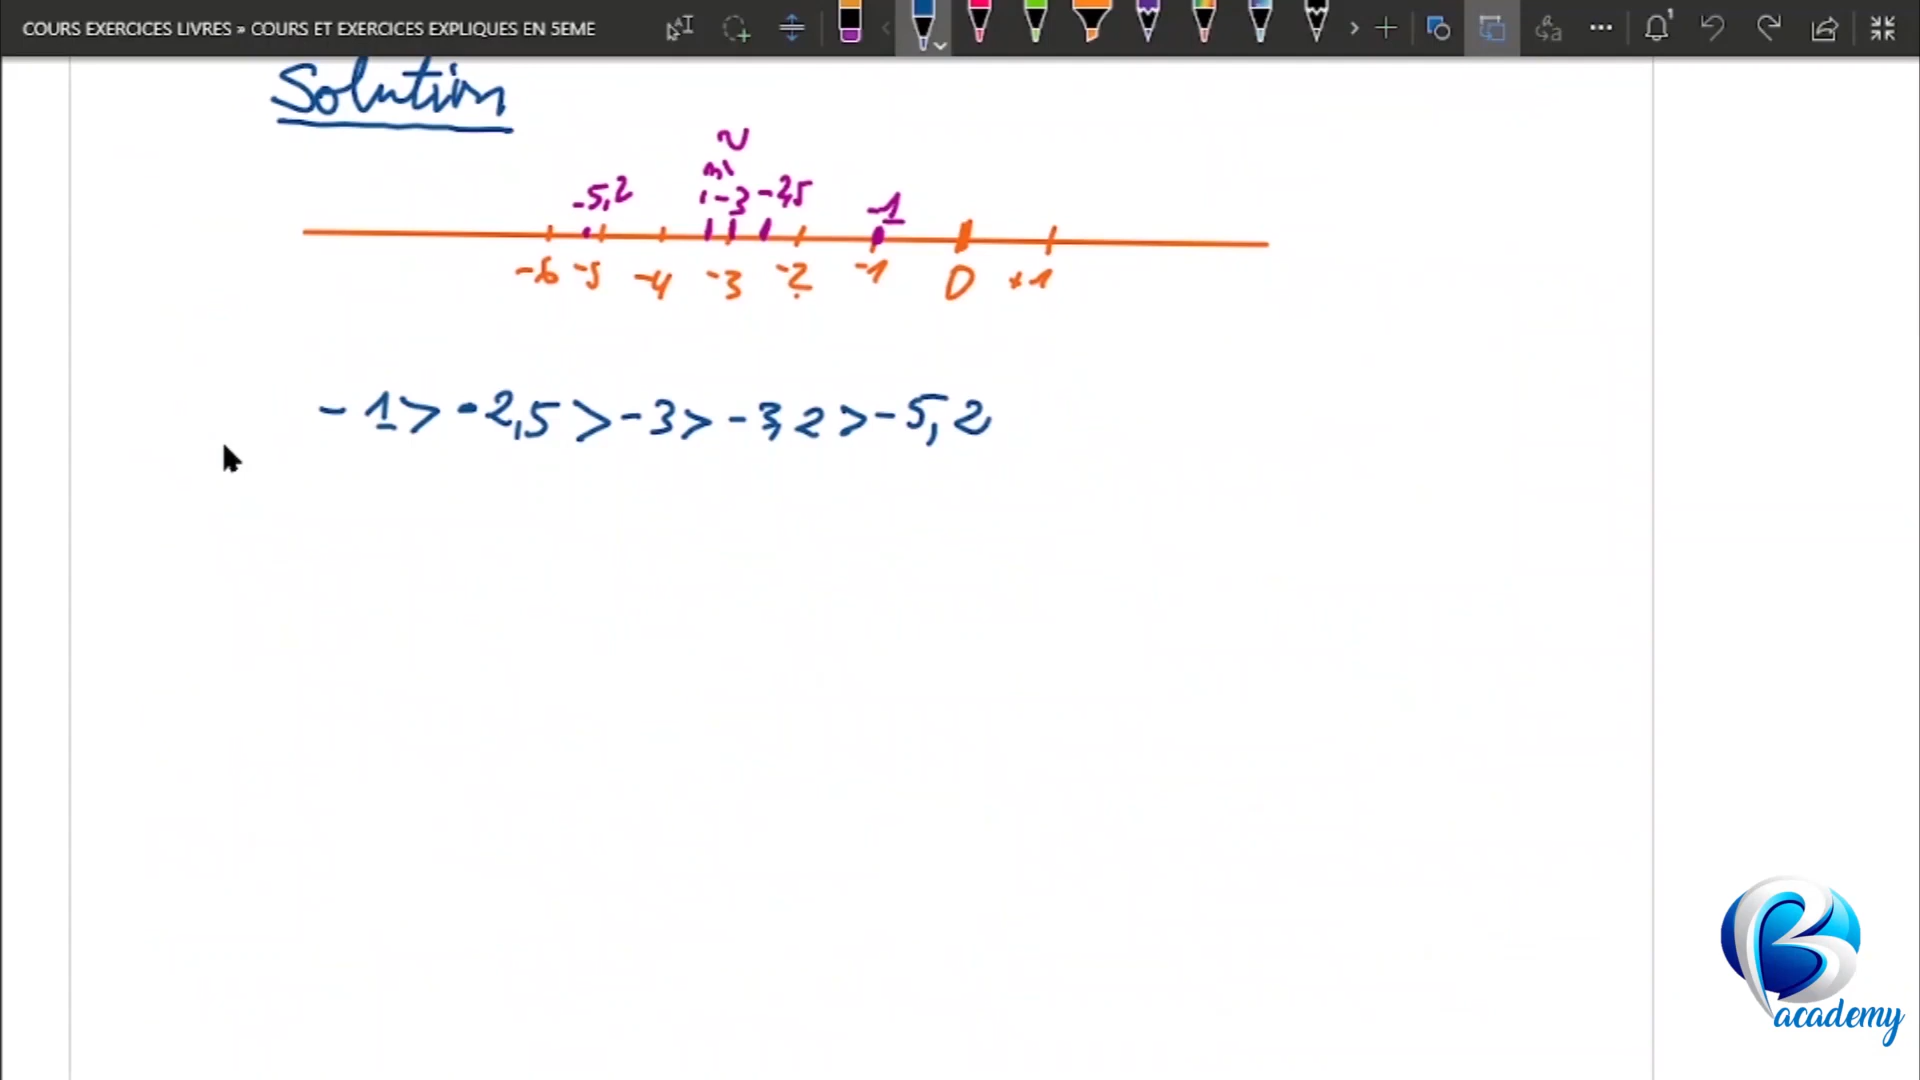 COURS EXERCICES LIVRES » COURS ET EXERCICES EXPLIQUES EN 5EME
Solution
-5,2 -3 -2,5 -1
-6 -5 -4 -3 -2 -1 0 +1
-1 > -2,5 > -3 > -3,2 > -5,2
academy